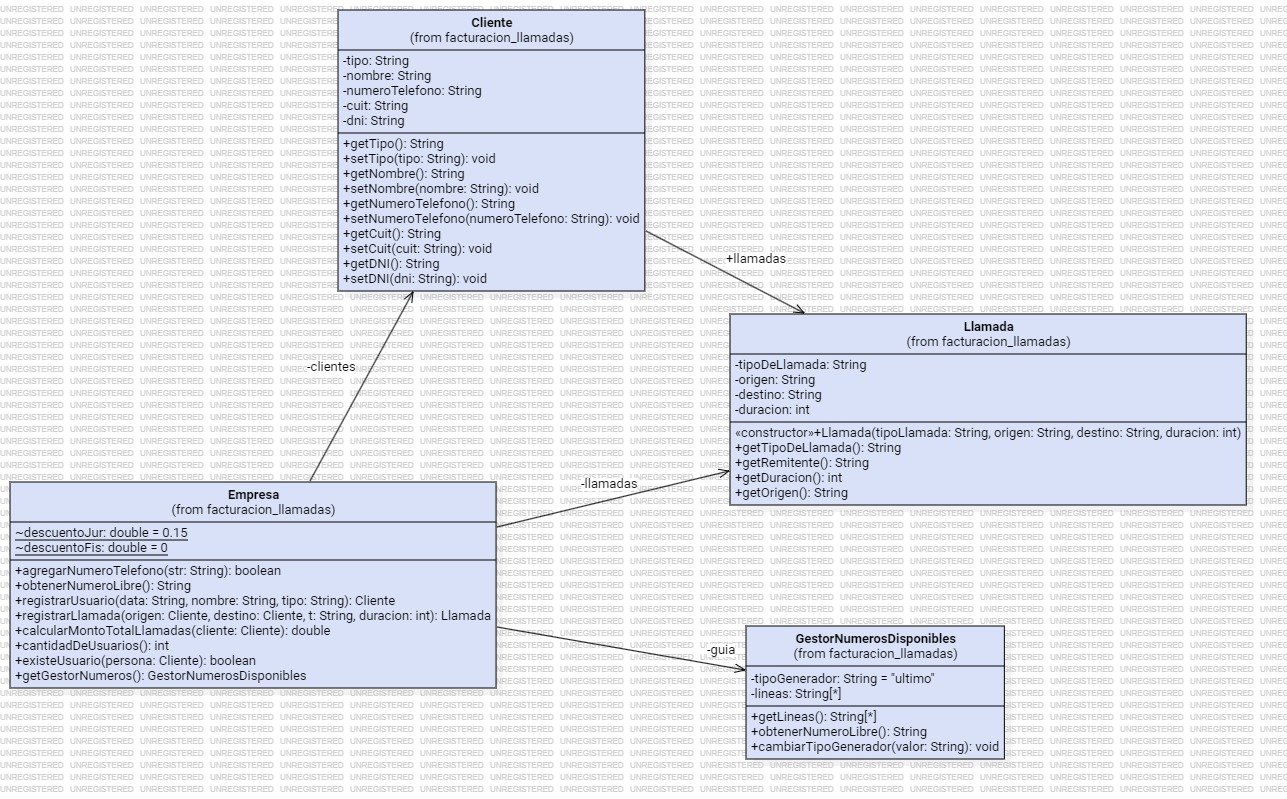 Cliente
(from facturacion_llamadas)
-tipo: String
-nombre: String
-numeroTelefono: String
-cuit: String
-dni: String
+getTipo(): String
+setTipo(tipo: String): void
+getNombre(): String
+setNombre(nombre: String): void
+getNumeroTelefono(): String
+setNumeroTelefono(numeroTelefono: String): void
+getCuit(): String
+setCuit(cuit: String): void
+getDNI(): String
+setDNI(dni: String): void
+llamadas
Llamada
(from facturacion_llamadas)
-tipoDeLlamada: String
-origen: String
-destino: String
-duracion: int
«constructor»+Llamada(tipoLlamada: String, origen: String, destino: String, duracion: int)
+getTipoDeLlamada(): String
+getRemitente(): String
+getDuracion(): int
+getOrigen(): String
-clientes
-llamadas
Empresa
(from facturacion_llamadas)
~descuentoJur: double = 0.15
~descuentoFis: double = 0
+agregarNumeroTelefono(str: String): boolean
+obtenerNumeroLibre(): String
+registrarUsuario(data: String, nombre: String, tipo: String): Cliente
+registrarLlamada(origen: Cliente, destino: Cliente, t: String, duracion: int): Llamada
+calcularMontoTotalLlamadas(cliente: Cliente): double
+cantidadDeUsuarios(): int
+existeUsuario(persona: Cliente): boolean
+getGestorNumeros(): GestorNumerosDisponibles
-guia
GestorNumerosDisponibles
(from facturacion_llamadas)
-tipoGenerador: String = "ultimo"
-lineas: String[*]
+getLineas(): String[*]
+obtenerNumeroLibre(): String
+cambiarTipoGenerador(valor: String): void
UNREGISTERED